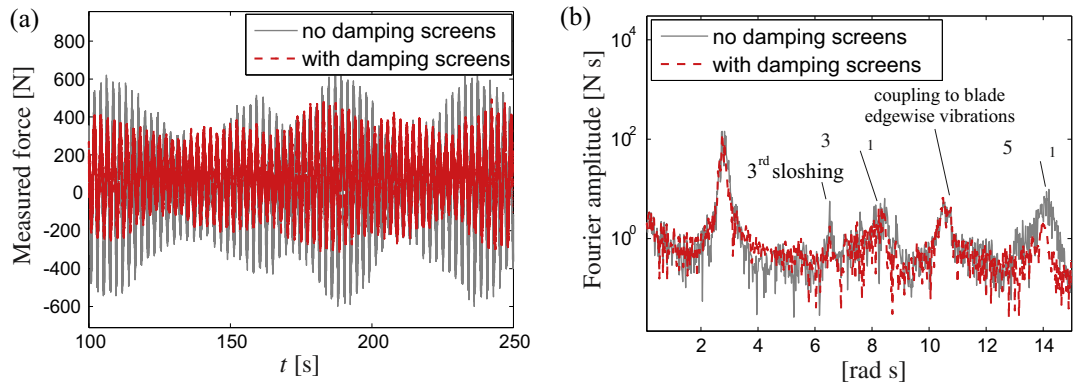 (a)
no damping screens
with damping screens
Measured force [N]
800
600
400
200
0
-200
-400
-600
100
150
200
250
t [s]
(b)
no damping screens
with damping screens
Fourier amplitude [N s]
10^4
10^2
10^0
3rd sloshing
3 1
coupling to blade
edgewise vibrations
5 1
2
4
6
8
10
12
14
[rad s]